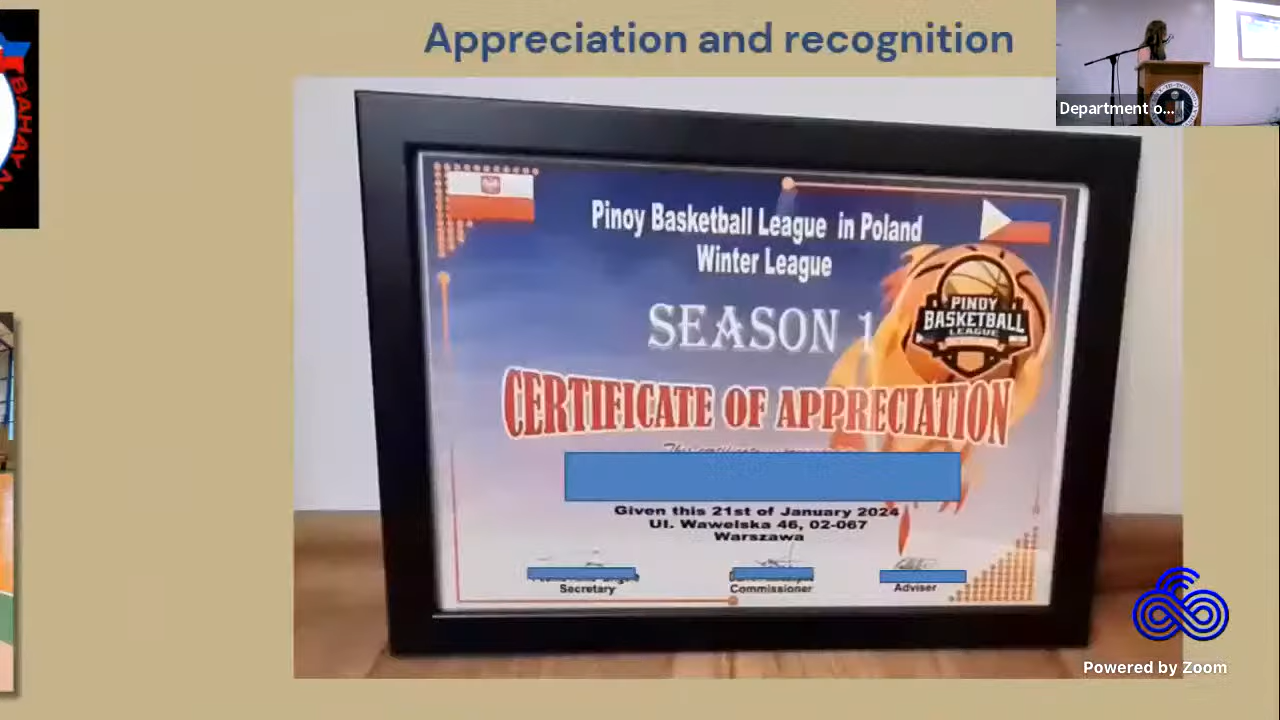 Appreciation and recognition
Department o...
BAHAY
Pinoy Basketball League in Poland
Winter League
SEASON 1
PINOY
BASKETBALL
LEAGUE
CERTIFICATE OF APPRECIATION
Given this 21st of January 2024
Ul. Wawelska 46, 02-067
Warszawa
Secretary
Commissioner
Adviser
Powered by Zoom